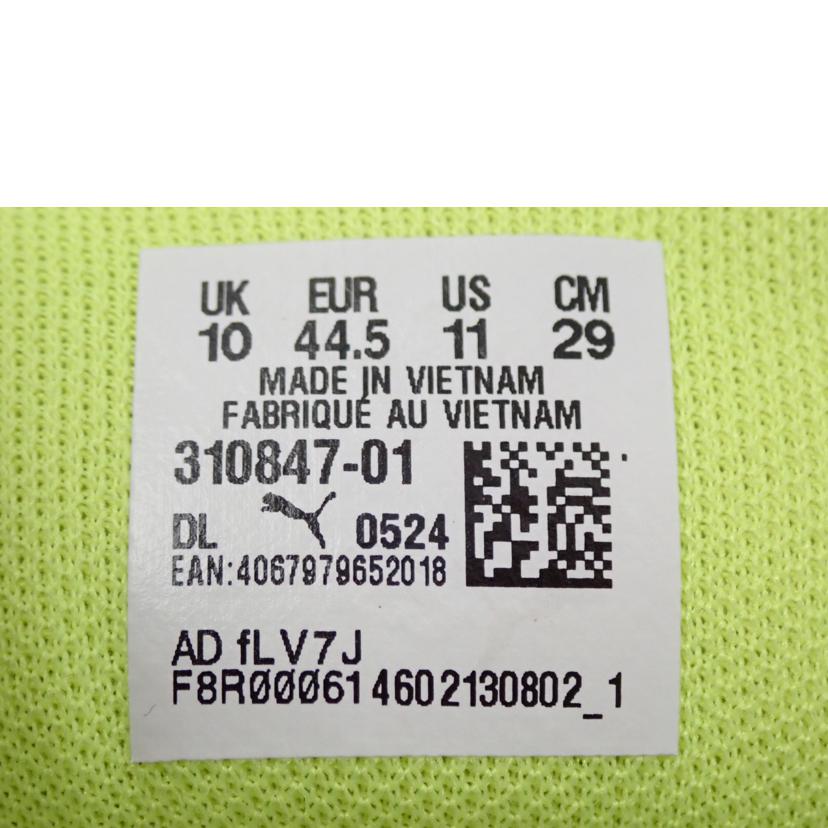 UK EUR US CM
10 44.5 11 29
MADE IN VIETNAM
FABRIQUÉ AU VIETNAM
310847-01
DL 0524
EAN:4067979652018
AD fLV7J
F8RØØØ614602130802_1